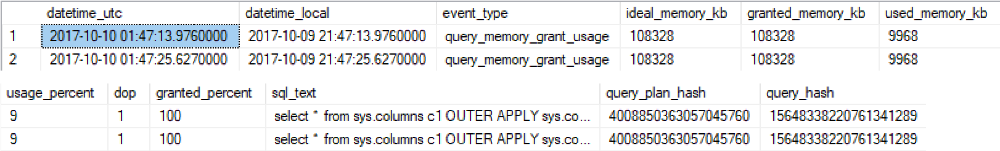 datetime_utc datetime_local event_type ideal_memory_kb granted_memory_kb used_memory_kb
1 2017-10-10 01:47:13.9760000 2017-10-09 21:47:13.9760000 query_memory_grant_usage 108328 108328 9968
2 2017-10-10 01:47:25.6270000 2017-10-09 21:47:25.6270000 query_memory_grant_usage 108328 108328 9968
usage_percent dop granted_percent sql_text query_plan_hash query_hash
9 1 100 select * from sys.columns c1 OUTER APPLY sys.co... 4008850363057045760 15648338220761341289
9 1 100 select * from sys.columns c1 OUTER APPLY sys.co... 4008850363057045760 15648338220761341289